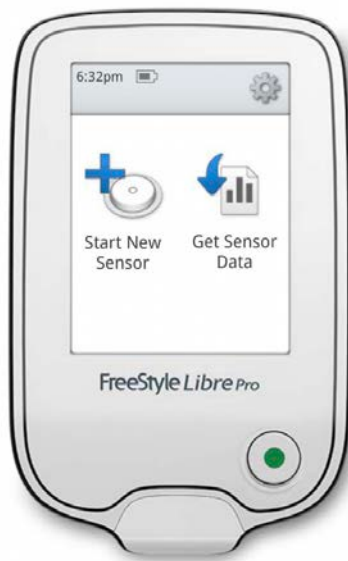 6:32pm
Start New
Sensor
Get Sensor
Data
FreeStyle Libre Pro